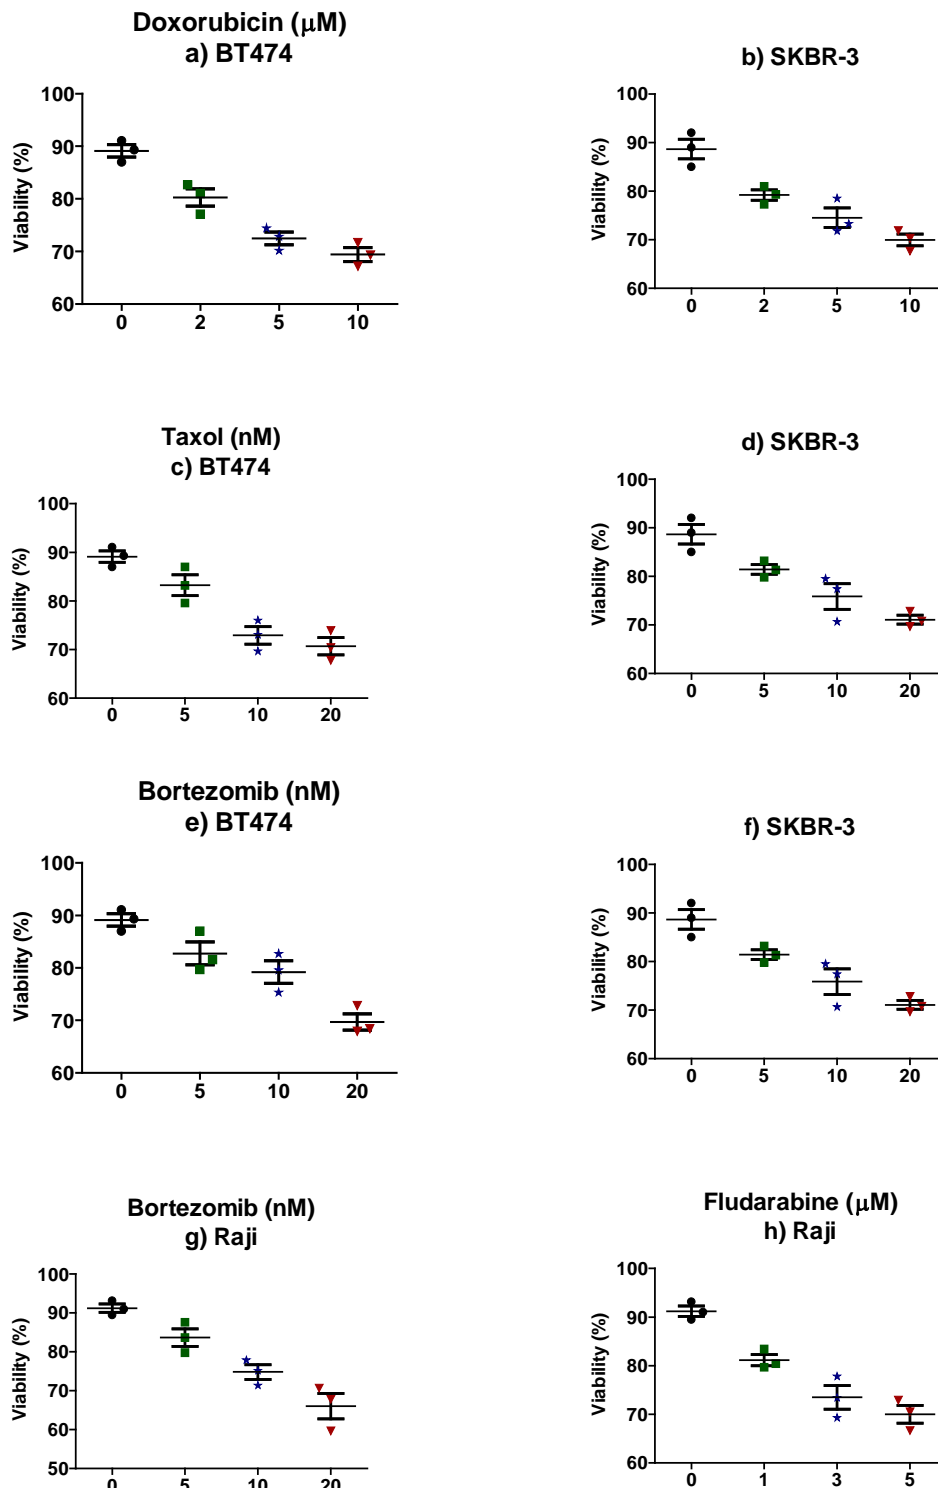 Doxorubicin (μM)
a) BT474
b) SKBR-3
100
90
80
70
60
Viability (%)
0 2 5 10
100
90
80
70
60
Viability (%)
0 2 5 10
Taxol (nM)
c) BT474
d) SKBR-3
100
90
80
70
60
Viability (%)
0 5 10 20
100
90
80
70
60
Viability (%)
0 5 10 20
Bortezomib (nM)
e) BT474
f) SKBR-3
100
90
80
70
60
Viability (%)
0 5 10 20
100
90
80
70
60
Viability (%)
0 5 10 20
Bortezomib (nM)
g) Raji
Fludarabine (μM)
h) Raji
100
90
80
70
60
50
Viability (%)
0 5 10 20
100
90
80
70
60
Viability (%)
0 1 3 5